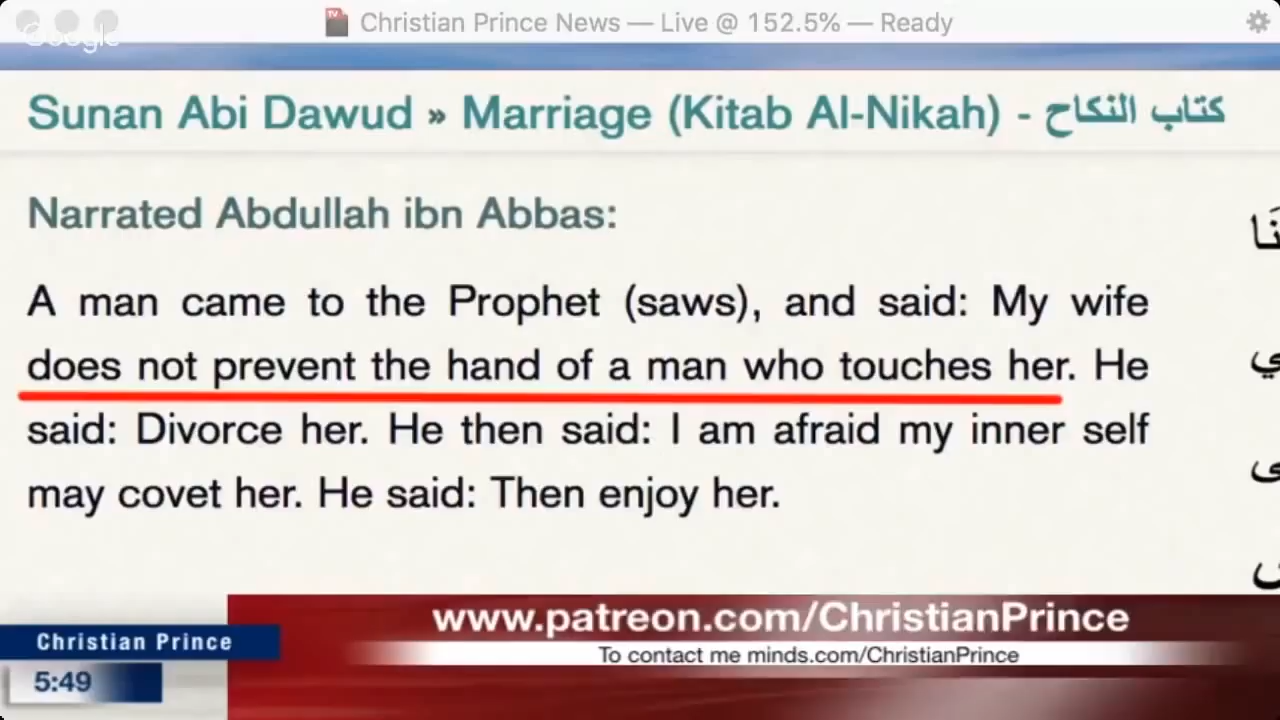 Christian Prince News — Live @ 152.5% — Ready
Google
Sunan Abi Dawud » Marriage (Kitab Al-Nikah) - كتاب النكاح
Narrated Abdullah ibn Abbas:
A man came to the Prophet (saws), and said: My wife
does not prevent the hand of a man who touches her. He
said: Divorce her. He then said: I am afraid my inner self
may covet her. He said: Then enjoy her.
www.patreon.com/ChristianPrince
Christian Prince
To contact me minds.com/ChristianPrince
5:49